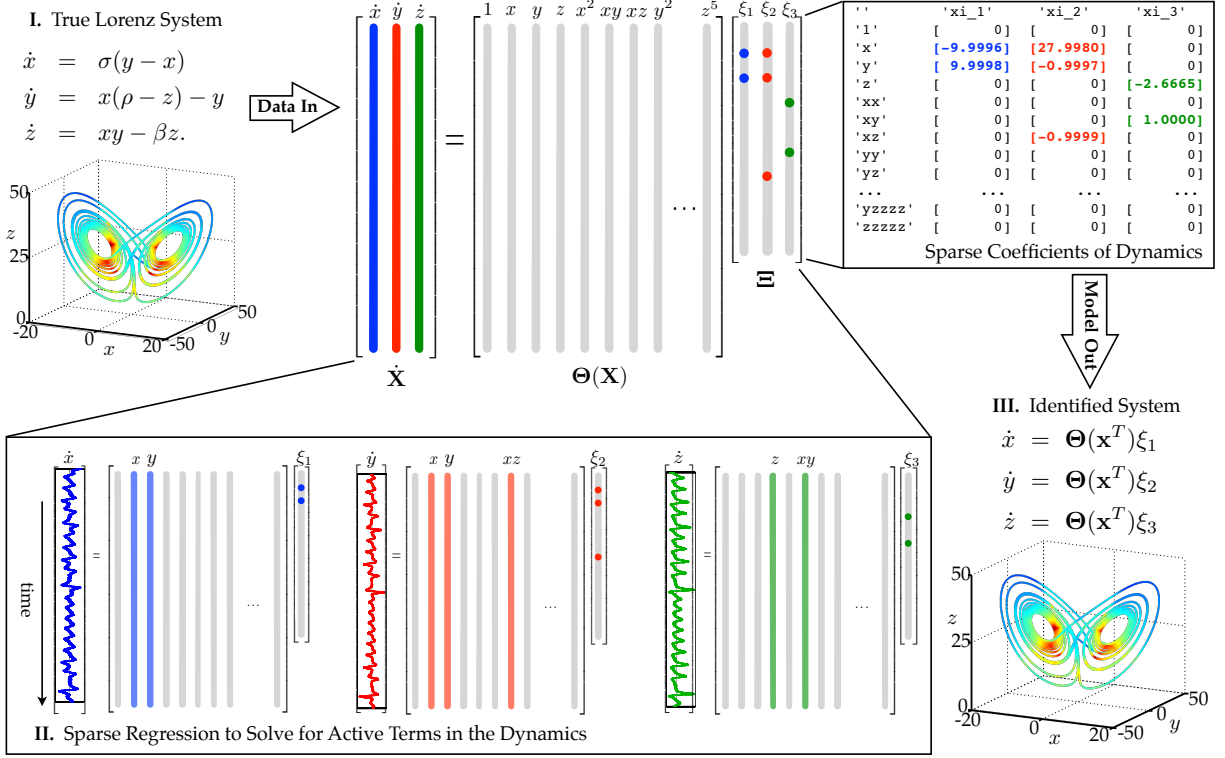 I. True Lorenz System
ẋ = σ(y − x)
ẏ = x(ρ − z) − y
ż = xy − βz.
Data In
50
z
25
0
-20
0
x
20
-50
0
y
50
ẋ ẏ ż
Ẋ
=
1 x y z x² xy xz y² z⁵
...
Θ(X)
ξ₁ ξ₂ ξ₃
Ξ
'' 'xi_1' 'xi_2' 'xi_3'
'1' [ 0] [ 0] [ 0]
'x' [-9.9996] [27.9980] [ 0]
'y' [ 9.9998] [-0.9997] [ 0]
'z' [ 0] [ 0] [-2.6665]
'xx' [ 0] [ 0] [ 0]
'xy' [ 0] [ 0] [ 1.0000]
'xz' [ 0] [-0.9999] [ 0]
'yy' [ 0] [ 0] [ 0]
'yz' [ 0] [ 0] [ 0]
... ... ... ...
'yzzzz' [ 0] [ 0] [ 0]
'zzzzz' [ 0] [ 0] [ 0]
Sparse Coefficients of Dynamics
Model Out
time
ẋ = x y ... ξ₁
ẏ = x y xz ... ξ₂
ż = z xy ... ξ₃
II. Sparse Regression to Solve for Active Terms in the Dynamics
III. Identified System
ẋ = Θ(xᵀ)ξ₁
ẏ = Θ(xᵀ)ξ₂
ż = Θ(xᵀ)ξ₃
50
z
25
0
-20
0
x
20
-50
0
y
50